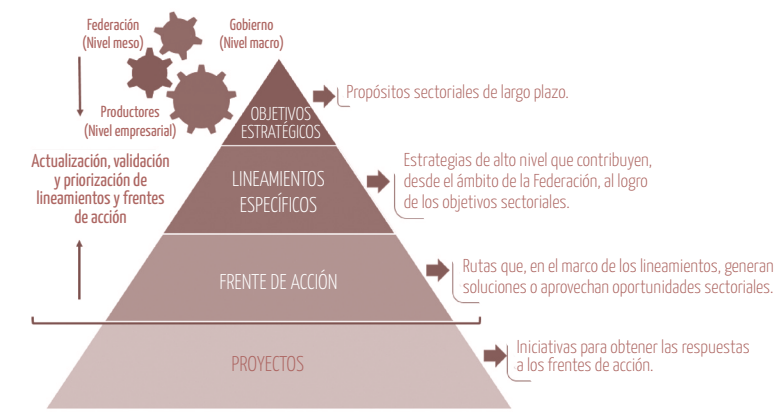 Federación
(Nivel meso)
Gobierno
(Nivel macro)
Productores
(Nivel empresarial)
Actualización, validación
y priorización de
lineamientos y frentes
de acción
OBJETIVOS
ESTRATÉGICOS
Propósitos sectoriales de largo plazo.
LINEAMIENTOS
ESPECÍFICOS
Estrategias de alto nivel que contribuyen,
desde el ámbito de la Federación, al logro
de los objetivos sectoriales.
FRENTE DE ACCIÓN
Rutas que, en el marco de los lineamientos, generan
soluciones o aprovechan oportunidades sectoriales.
PROYECTOS
Iniciativas para obtener las respuestas
a los frentes de acción.